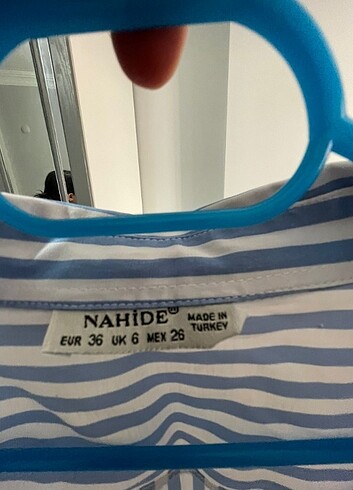 NAHİDE® MADE IN TURKEY
EUR 36 UK 6 MEX 26